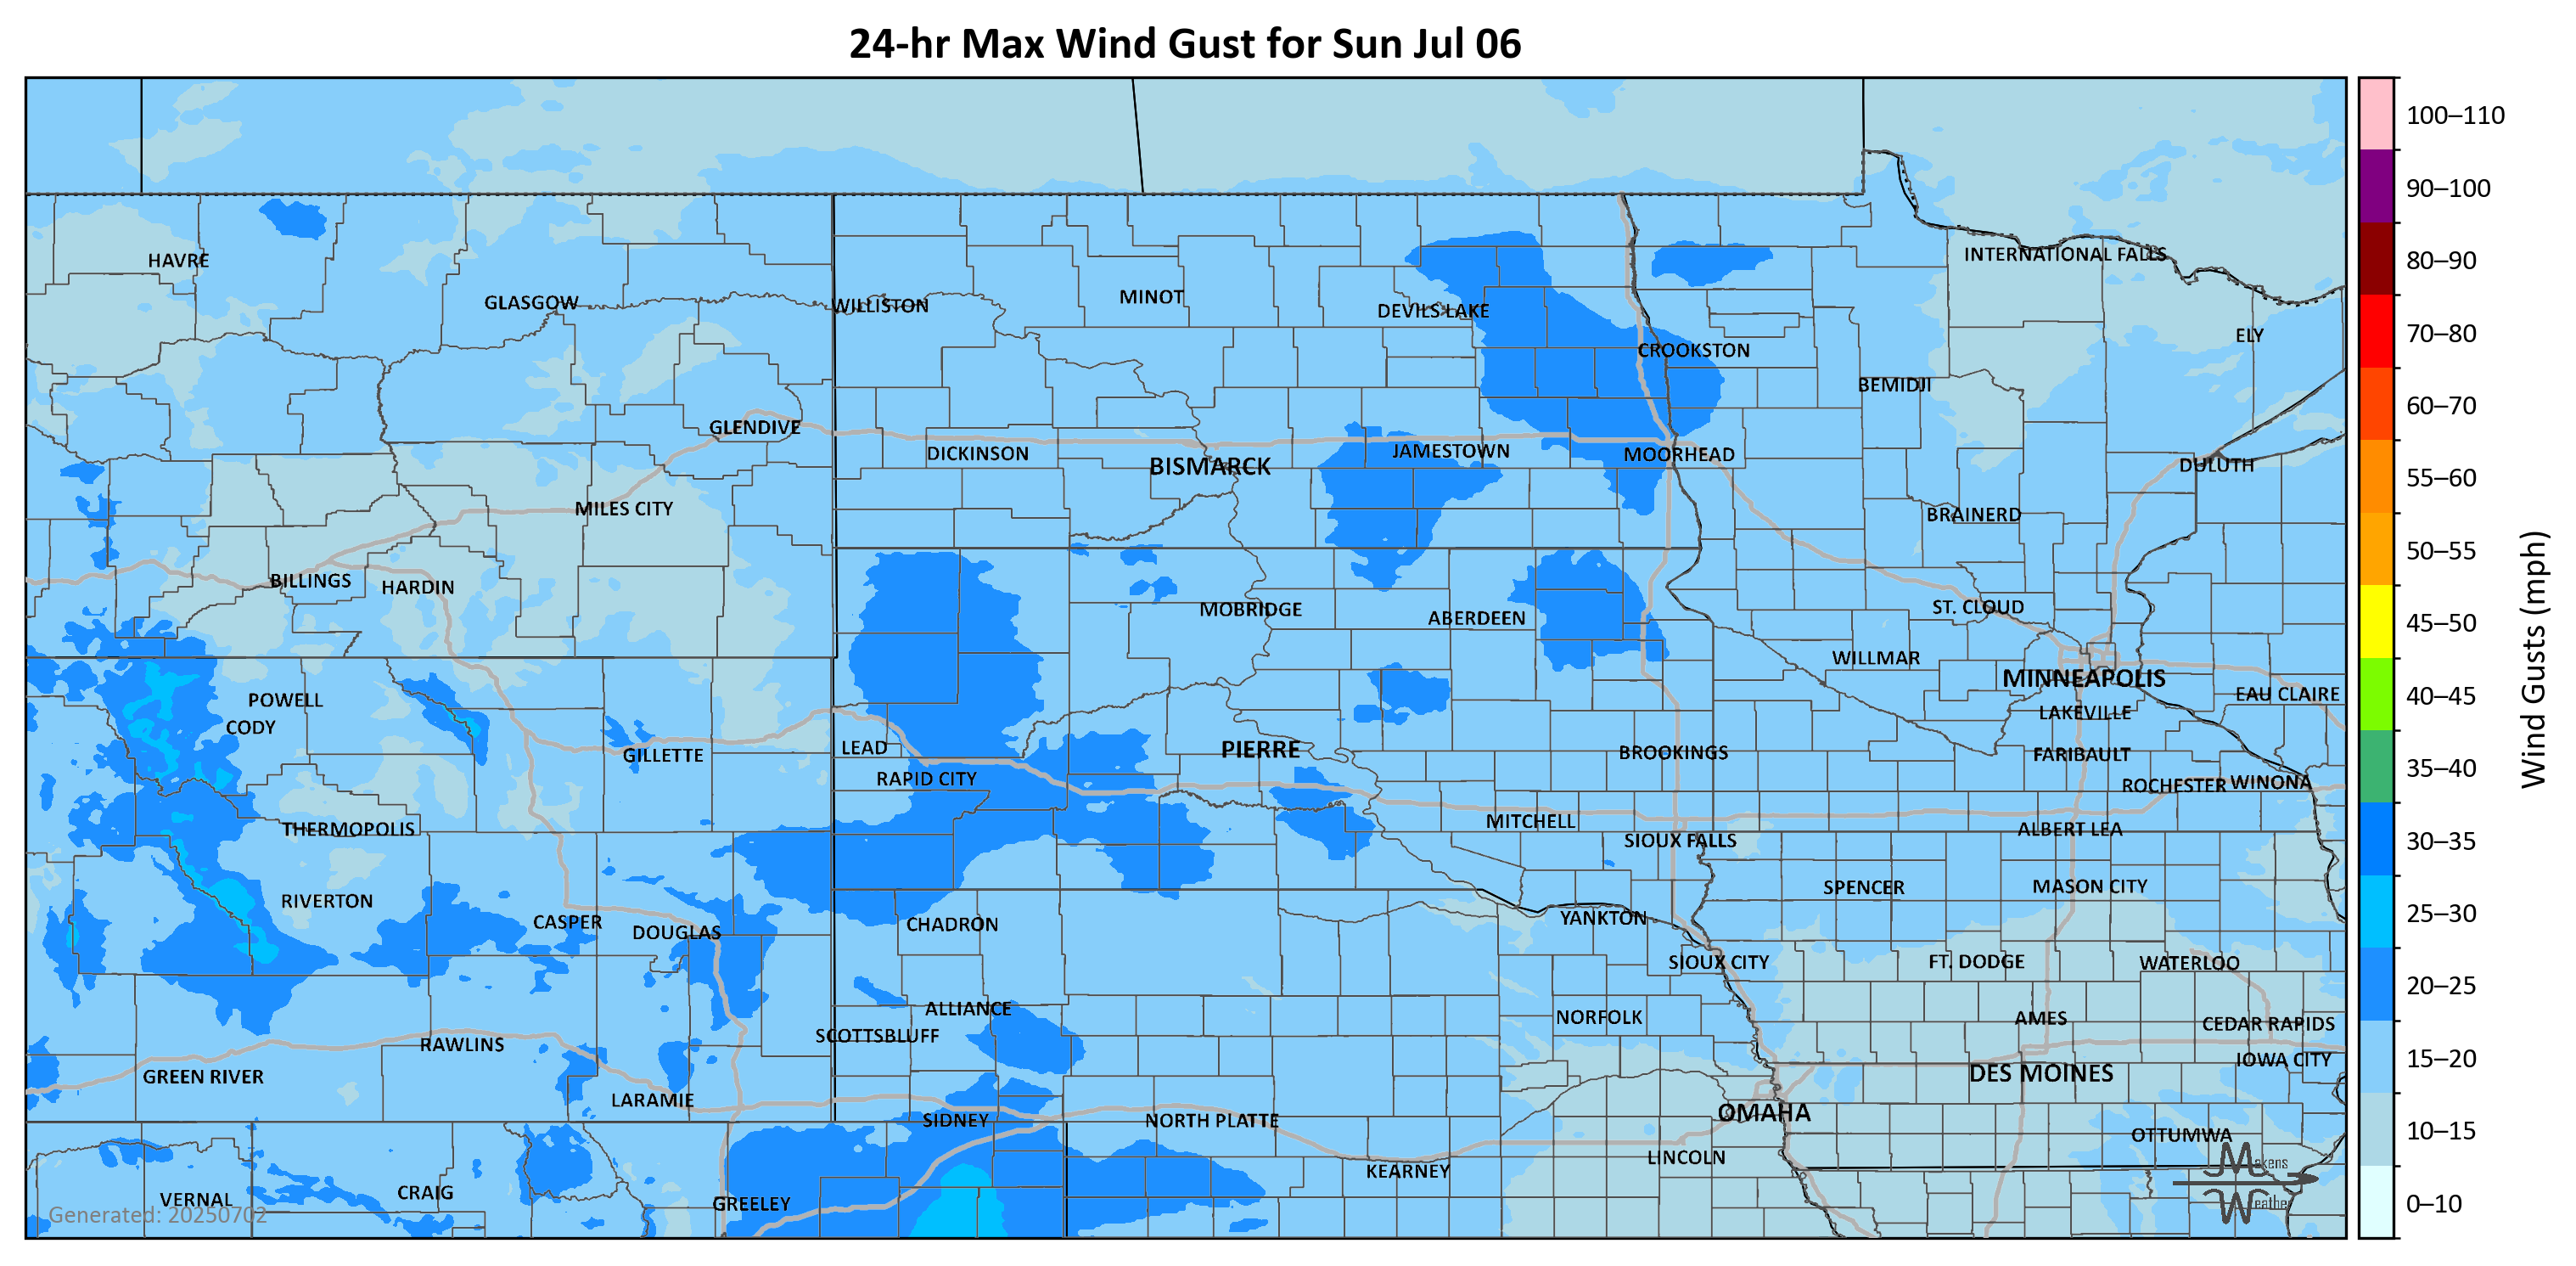 24-hr Max Wind Gust for Sun Jul 06
100–110
90–100
80–90
70–80
60–70
55–60
50–55
45–50
40–45
35–40
30–35
25–30
20–25
15–20
10–15
0–10
Wind Gusts (mph)
HAVRE
INTERNATIONAL FALLS
GLASGOW
WILLISTON
MINOT
DEVILS LAKE
ELY
CROOKSTON
BEMIDJI
GLENDIVE
DICKINSON
BISMARCK
JAMESTOWN
MOORHEAD
DULUTH
MILES CITY
BRAINERD
BILLINGS
HARDIN
MOBRIDGE
ABERDEEN
ST. CLOUD
WILLMAR
MINNEAPOLIS
POWELL
CODY
EAU CLAIRE
LAKEVILLE
GILLETTE
LEAD
PIERRE
BROOKINGS
FARIBAULT
RAPID CITY
ROCHESTER
WINONA
THERMOPOLIS
MITCHELL
SIOUX FALLS
ALBERT LEA
RIVERTON
SPENCER
MASON CITY
CASPER
DOUGLAS
CHADRON
YANKTON
SIOUX CITY
FT. DODGE
WATERLOO
ALLIANCE
SCOTTSBLUFF
NORFOLK
AMES
CEDAR RAPIDS
RAWLINS
GREEN RIVER
IOWA CITY
DES MOINES
LARAMIE
SIDNEY
NORTH PLATTE
OMAHA
OTTUMWA
LINCOLN
KEARNEY
VERNAL
CRAIG
GREELEY
Makens
Weather
Generated: 20250702